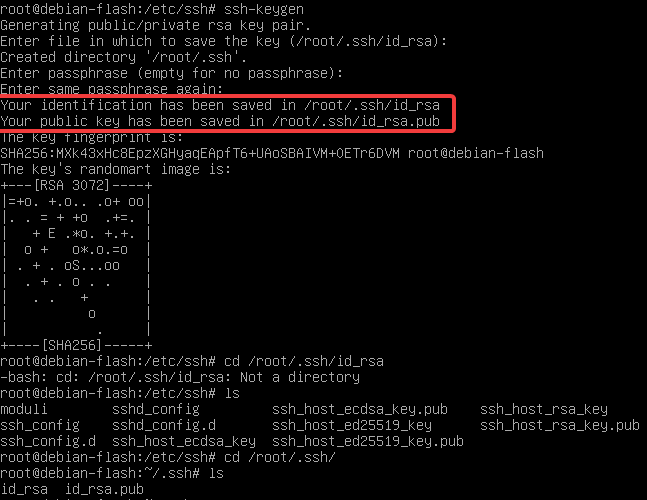 root@debian-flash:/etc/ssh# ssh-keygen
Generating public/private rsa key pair.
Enter file in which to save the key (/root/.ssh/id_rsa):
Created directory '/root/.ssh'.
Enter passphrase (empty for no passphrase):
Enter same passphrase again:
Your identification has been saved in /root/.ssh/id_rsa
Your public key has been saved in /root/.ssh/id_rsa.pub
The key fingerprint is:
SHA256:MXk43xHc8EpzXGHyaqEApfT6+UAoSBAIVM+OETr6DVM root@debian-flash
The key's randomart image is:
+---[RSA 3072]----+
|=+o. +.o.. .o+ oo|
|. . = + +o  .+=. |
|   + E .*o. +.+. |
|  o +   o*.o.=o  |
| . + . oS...oo   |
|  . + . o . .    |
|   . .   +       |
|          o      |
|           .     |
+----[SHA256]-----+
root@debian-flash:/etc/ssh# cd /root/.ssh/id_rsa
-bash: cd: /root/.ssh/id_rsa: Not a directory
root@debian-flash:/etc/ssh# ls
moduli      sshd_config         ssh_host_ecdsa_key.pub    ssh_host_rsa_key
ssh_config    sshd_config.d       ssh_host_ed25519_key      ssh_host_rsa_key.pub
ssh_config.d  ssh_host_ecdsa_key  ssh_host_ed25519_key.pub
root@debian-flash:/etc/ssh# cd /root/.ssh/
root@debian-flash:~/.ssh# ls
id_rsa  id_rsa.pub